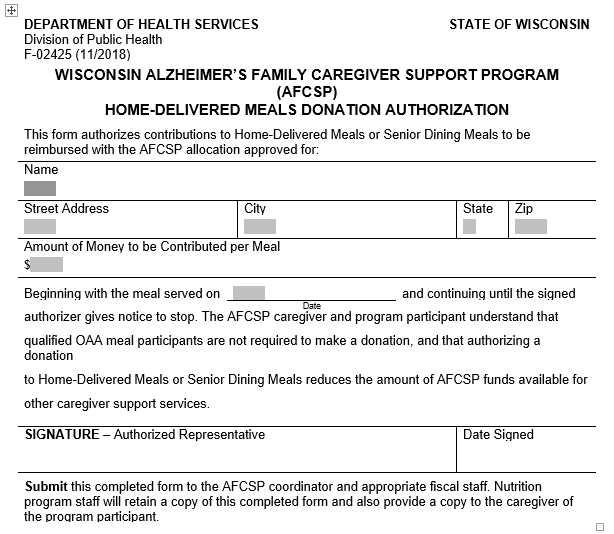 DEPARTMENT OF HEALTH SERVICES STATE OF WISCONSIN
Division of Public Health
F-02425 (11/2018)
WISCONSIN ALZHEIMER'S FAMILY CAREGIVER SUPPORT PROGRAM
(AFCSP)
HOME-DELIVERED MEALS DONATION AUTHORIZATION
This form authorizes contributions to Home-Delivered Meals or Senior Dining Meals to be
reimbursed with the AFCSP allocation approved for:
Name
Street Address City State Zip
Amount of Money to be Contributed per Meal
$
Beginning with the meal served on and continuing until the signed
Date
authorizer gives notice to stop. The AFCSP caregiver and program participant understand that
qualified OAA meal participants are not required to make a donation, and that authorizing a
donation
to Home-Delivered Meals or Senior Dining Meals reduces the amount of AFCSP funds available for
other caregiver support services.
SIGNATURE – Authorized Representative Date Signed
Submit this completed form to the AFCSP coordinator and appropriate fiscal staff. Nutrition
program staff will retain a copy of this completed form and also provide a copy to the caregiver of
the program participant.